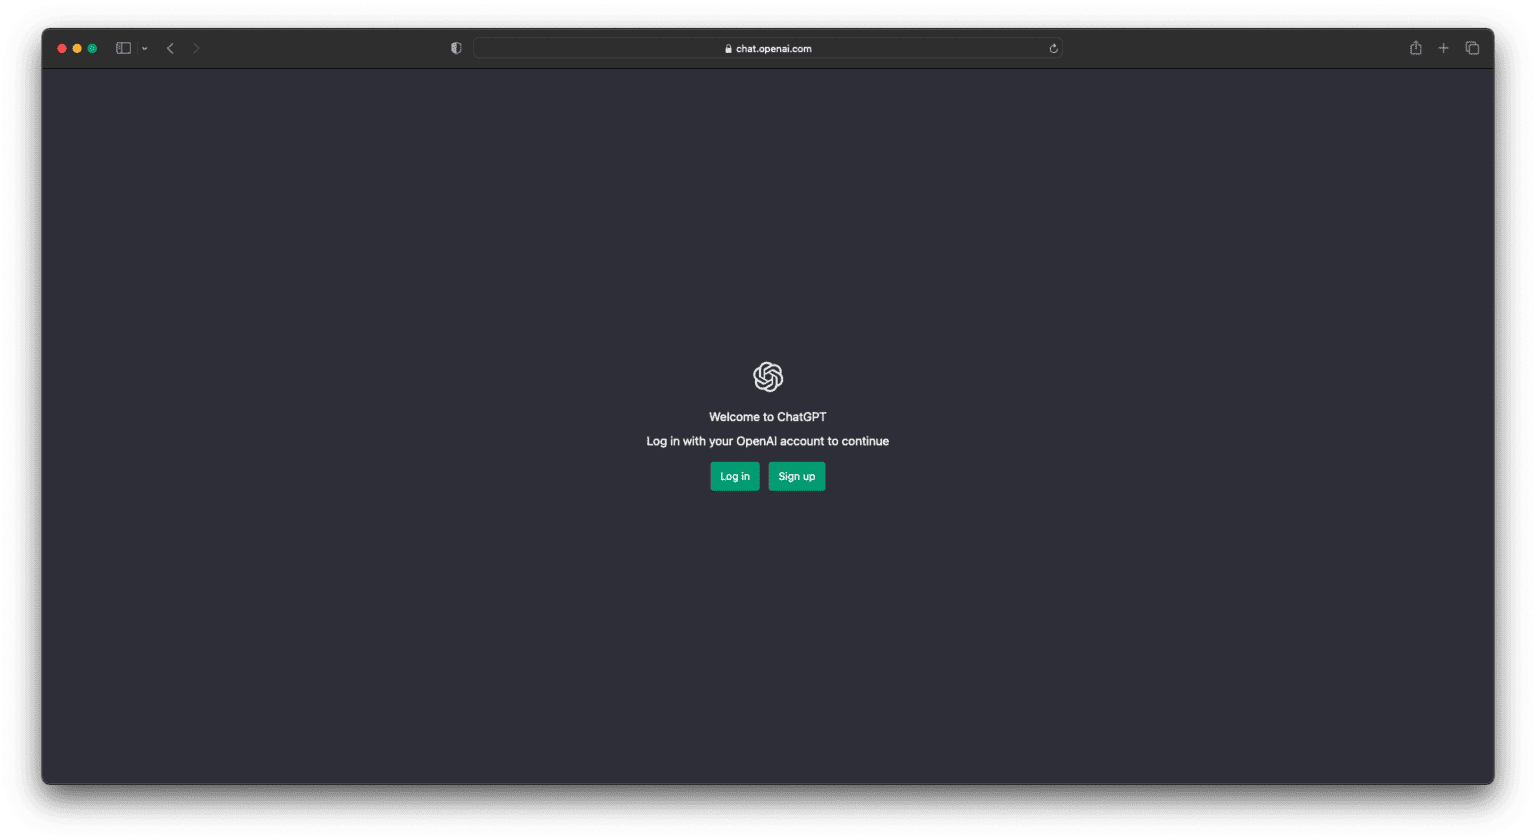 chat.openai.com
Welcome to ChatGPT
Log in with your OpenAI account to continue
Log in Sign up